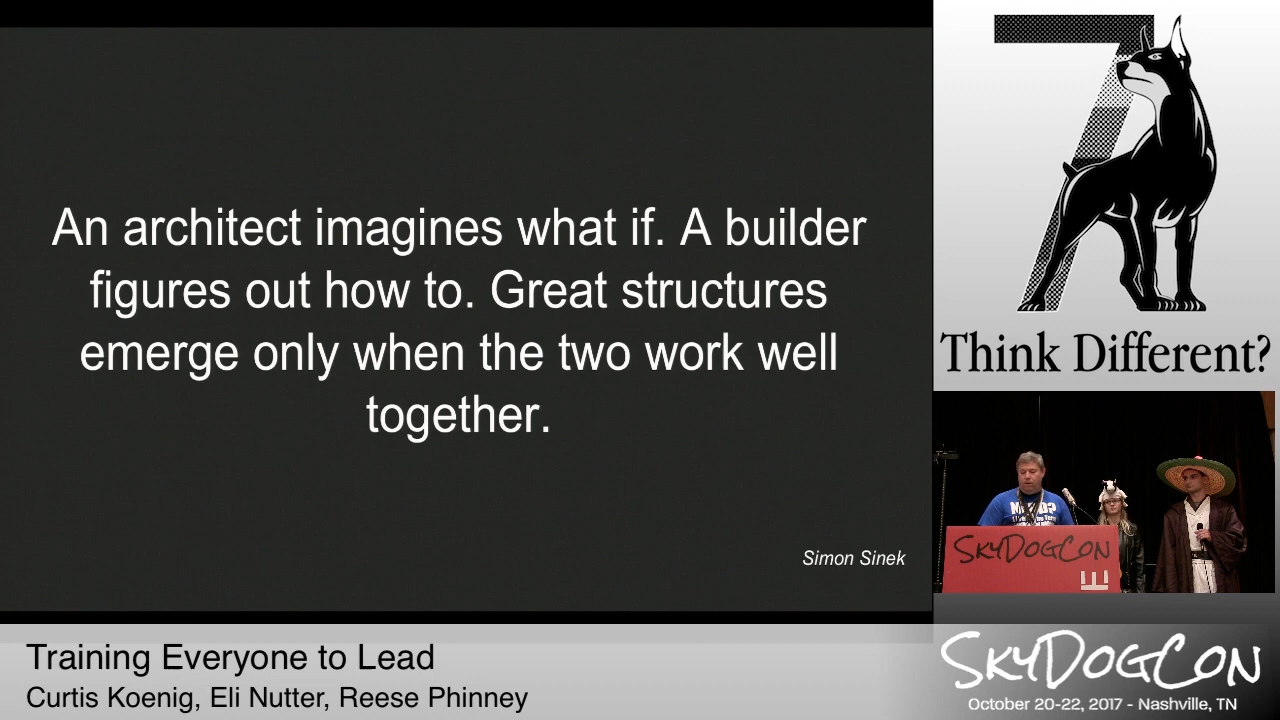 An architect imagines what if. A builder
figures out how to. Great structures
emerge only when the two work well
together.
Simon Sinek
7
Think Different?
SKYDOGCON
Training Everyone to Lead
Curtis Koenig, Eli Nutter, Reese Phinney
SKYDOGCON
October 20-22, 2017 - Nashville, TN